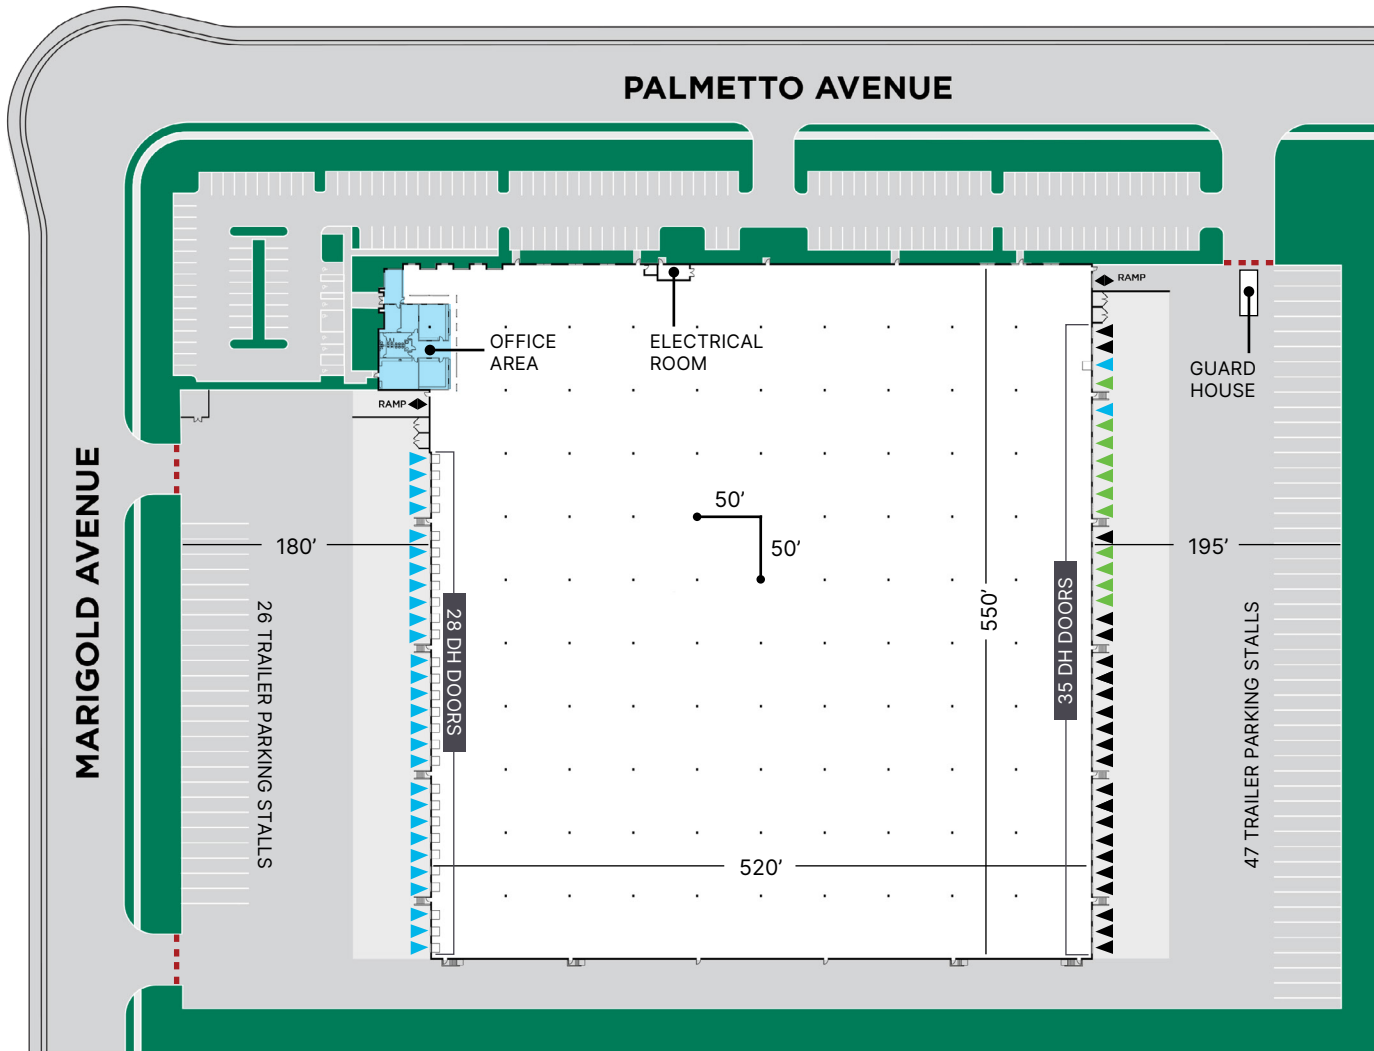 PALMETTO AVENUE
RAMP
OFFICE
AREA
ELECTRICAL
ROOM
GUARD
HOUSE
RAMP
MARIGOLD AVENUE
50'
50'
180'
195'
550'
28 DH DOORS
35 DH DOORS
26 TRAILER PARKING STALLS
47 TRAILER PARKING STALLS
520'